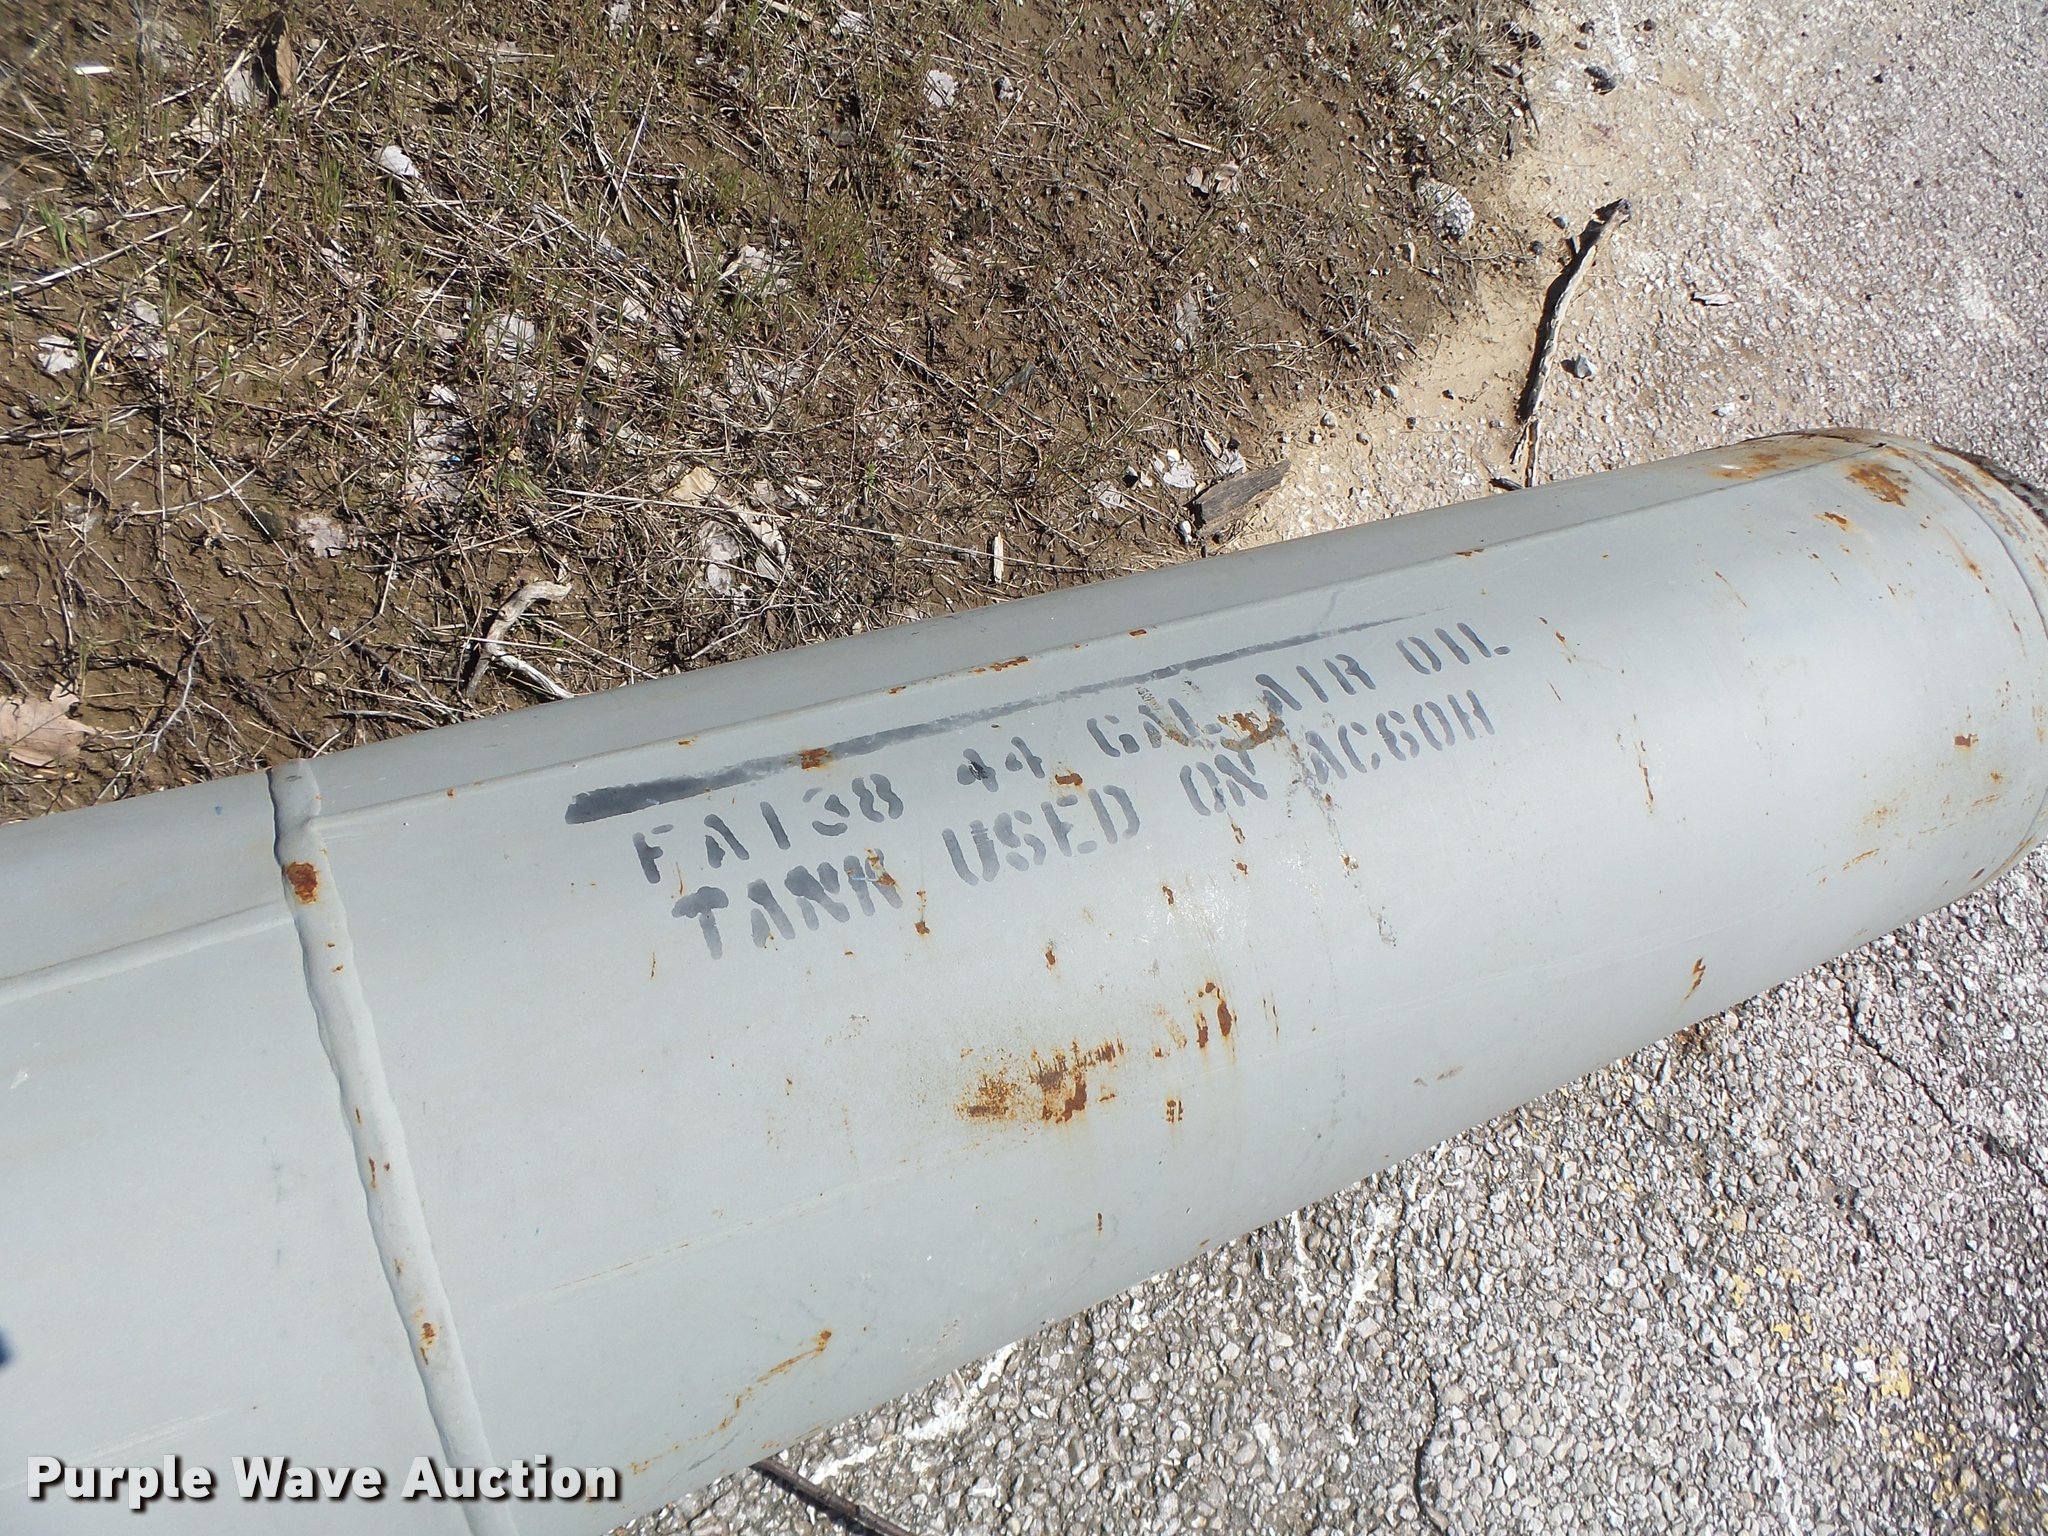 FA138 44 GAL AIR OIL
TANK USED ON AC60H
Purple Wave Auction